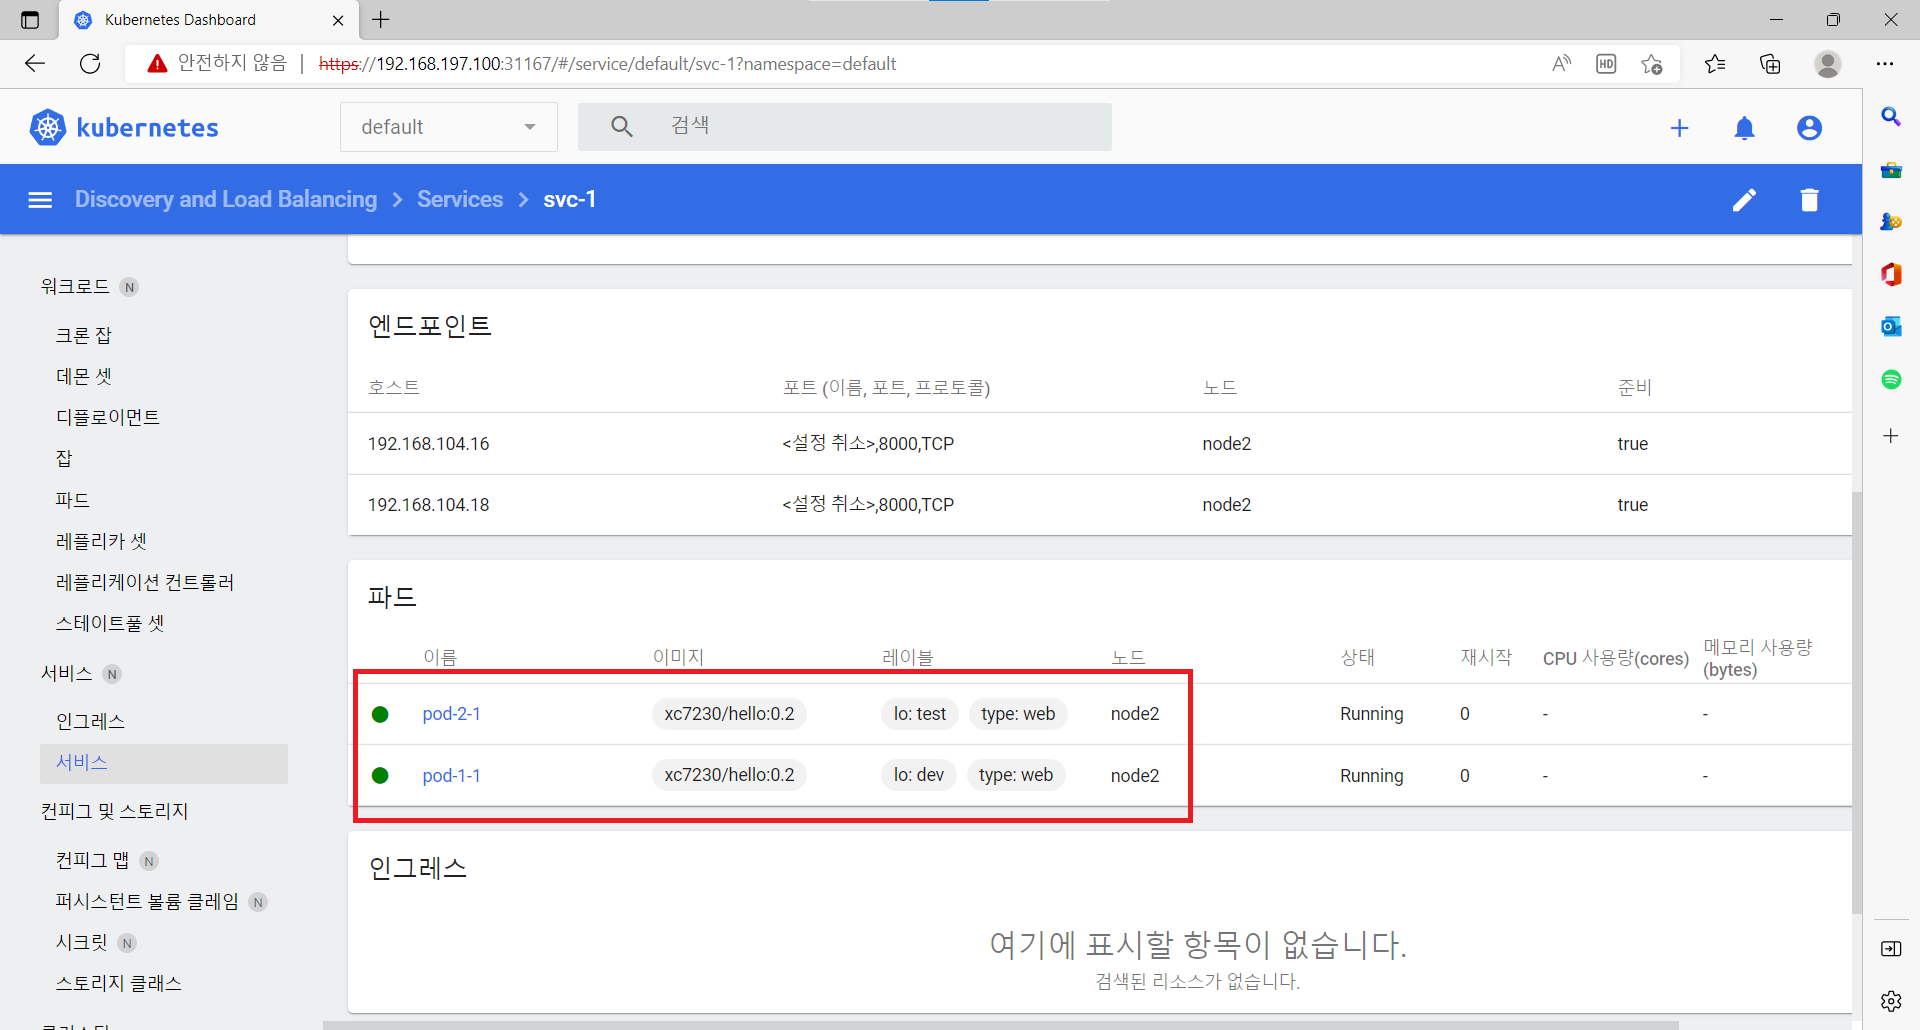 Kubernetes Dashboard
안전하지 않음 | https://192.168.197.100:31167/#/service/default/svc-1?namespace=default
HD
kubernetes
default
검색
Discovery and Load Balancing > Services > svc-1
워크로드 N
크론 잡
데몬 셋
디플로이먼트
잡
파드
레플리카 셋
레플리케이션 컨트롤러
스테이트풀 셋
서비스 N
인그레스
서비스
컨피그 및 스토리지
컨피그 맵 N
퍼시스턴트 볼륨 클레임 N
시크릿 N
스토리지 클래스
엔드포인트
호스트 포트 (이름, 포트, 프로토콜) 노드 준비
192.168.104.16 <설정 취소>,8000,TCP node2 true
192.168.104.18 <설정 취소>,8000,TCP node2 true
파드
이름 이미지 레이블 노드 상태 재시작 CPU 사용량(cores) 메모리 사용량
(bytes)
pod-2-1 xc7230/hello:0.2 lo: test type: web node2 Running 0 - -
pod-1-1 xc7230/hello:0.2 lo: dev type: web node2 Running 0 - -
인그레스
여기에 표시할 항목이 없습니다.
검색된 리소스가 없습니다.